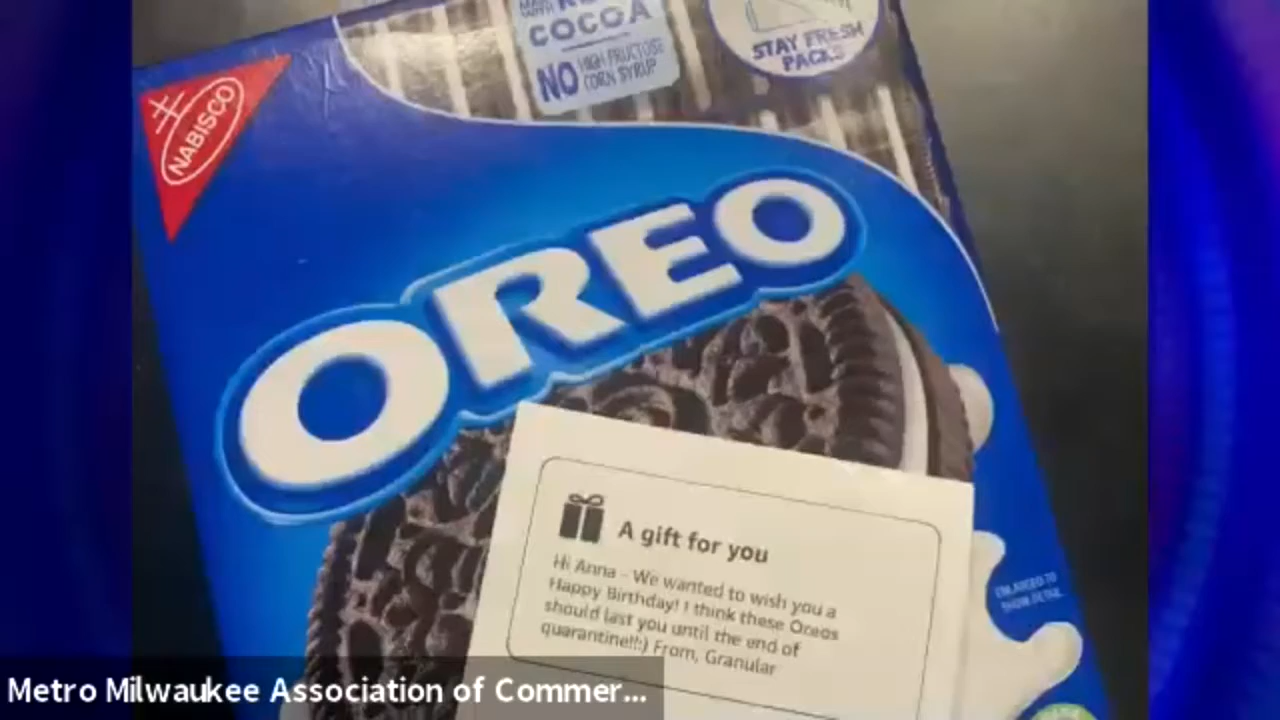 COCOA
NO HIGH FRUCTOSE
CORN SYRUP
STAY FRESH
PACKS
NABISCO
OREO
A gift for you
Hi Anna - We wanted to wish you a
Happy Birthday! I think these Oreos
should last you until the end of
quarantine!!:) From, Granular
ENLARGED TO
SHOW DETAIL
Metro Milwaukee Association of Commer...